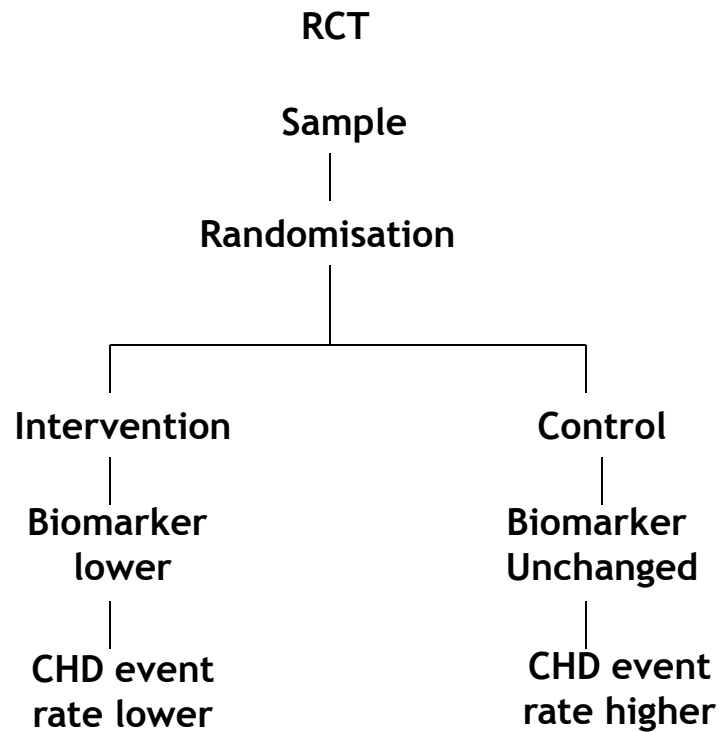 RCT
Sample
Randomisation
Intervention
Control
Biomarker
lower
Biomarker
Unchanged
CHD event
rate lower
CHD event
rate higher